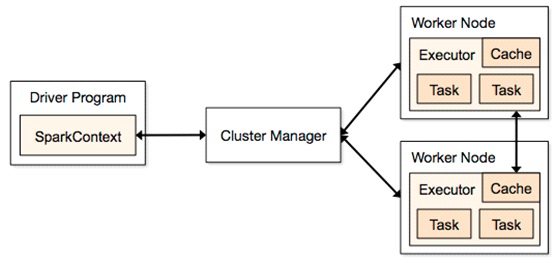 Driver Program
SparkContext
Cluster Manager
Worker Node
Executor
Cache
Task
Task
Worker Node
Executor
Cache
Task
Task